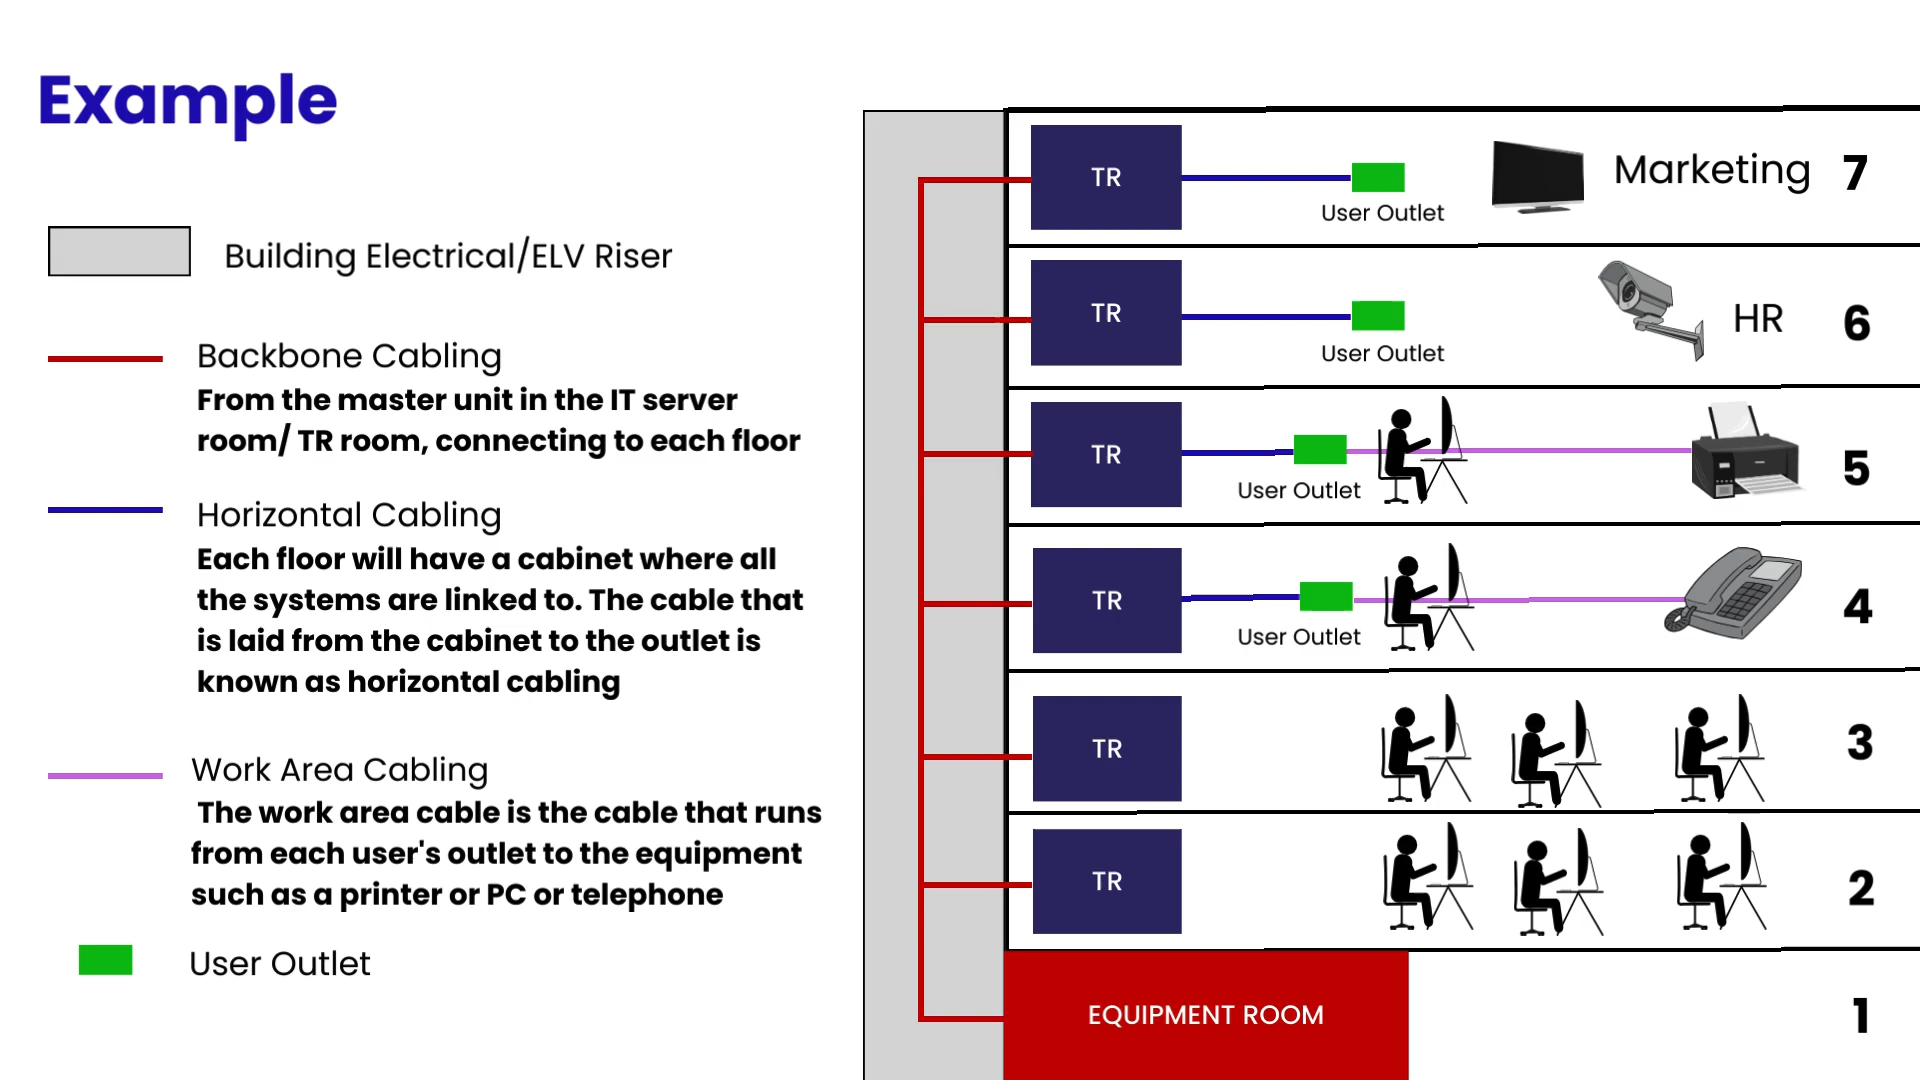 Example
Building Electrical/ELV Riser
Backbone Cabling
From the master unit in the IT server
room/ TR room, connecting to each floor
Horizontal Cabling
Each floor will have a cabinet where all
the systems are linked to. The cable that
is laid from the cabinet to the outlet is
known as horizontal cabling
Work Area Cabling
The work area cable is the cable that runs
from each user's outlet to the equipment
such as a printer or PC or telephone
User Outlet
TR
User Outlet
Marketing 7
TR
User Outlet
HR 6
TR
User Outlet
5
TR
User Outlet
4
TR
3
TR
2
EQUIPMENT ROOM
1